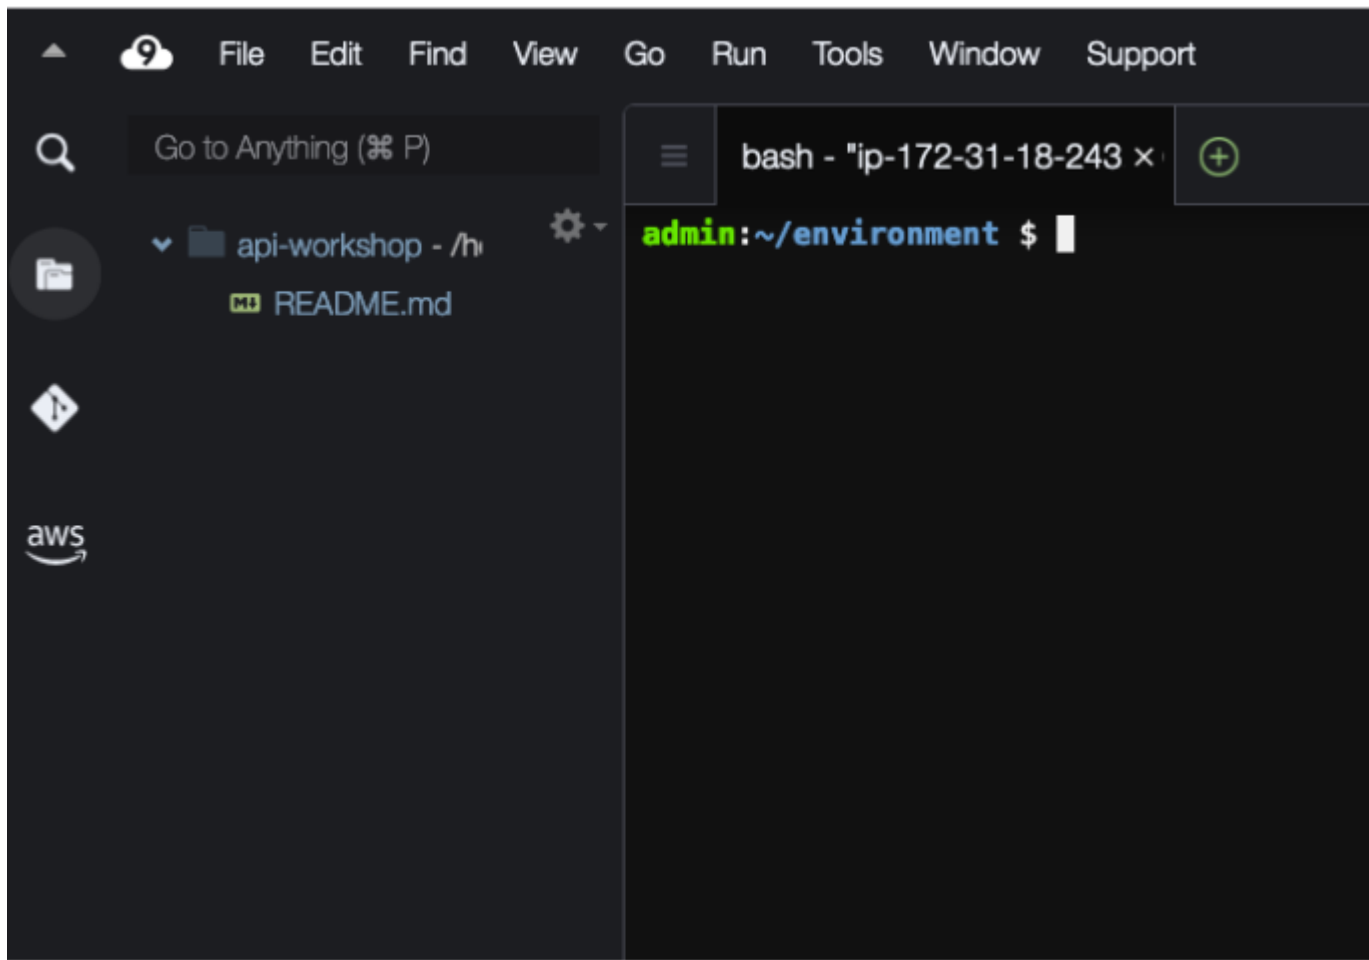 9 File Edit Find View Go Run Tools Window Support
Go to Anything (⌘ P)
bash - "ip-172-31-18-243 ×
api-workshop - /h
admin:~/environment $
M↓ README.md
aws